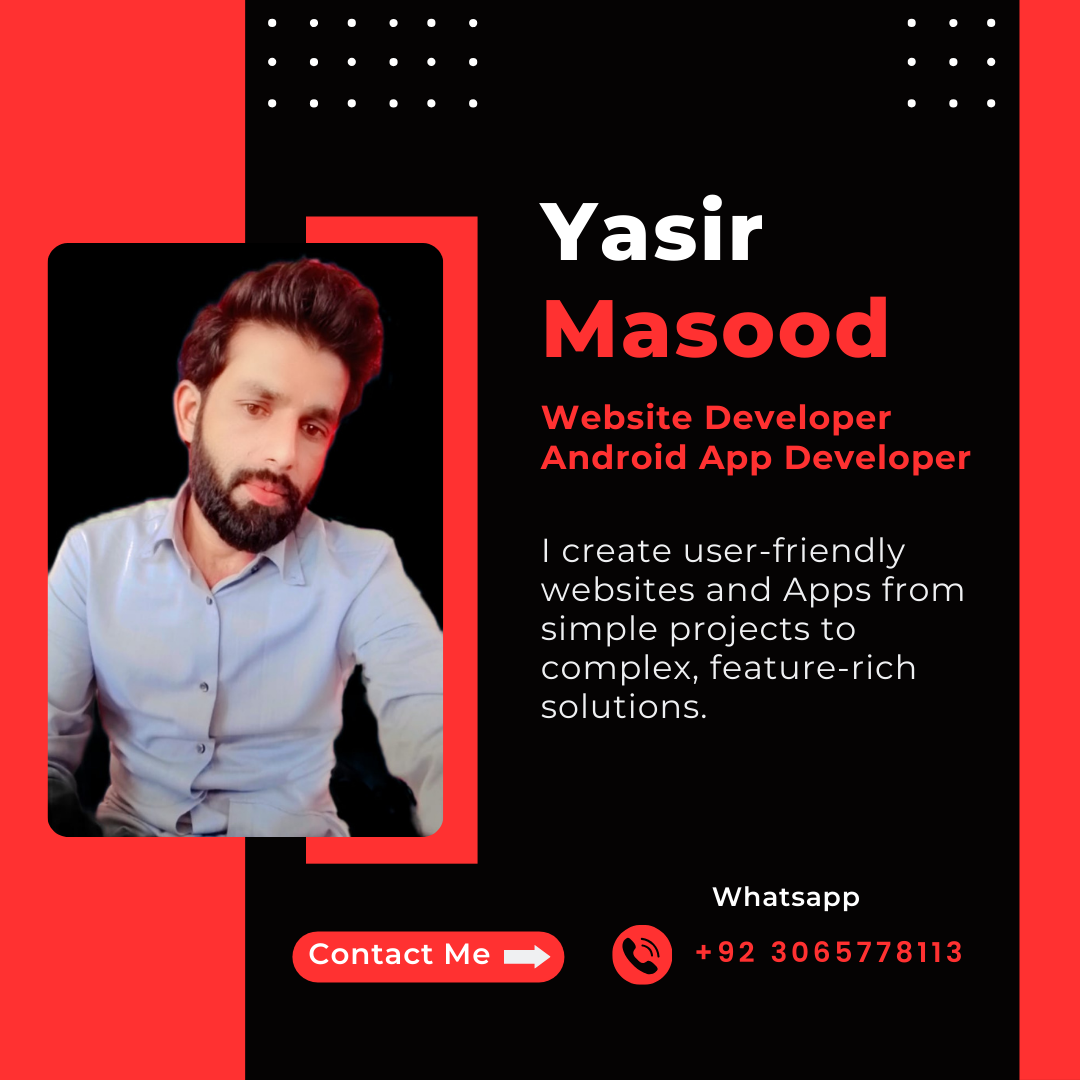 Yasir
Masood
Website Developer
Android App Developer
I create user-friendly
websites and Apps from
simple projects to
complex, feature-rich
solutions.
Whatsapp
Contact Me
+92 3065778113